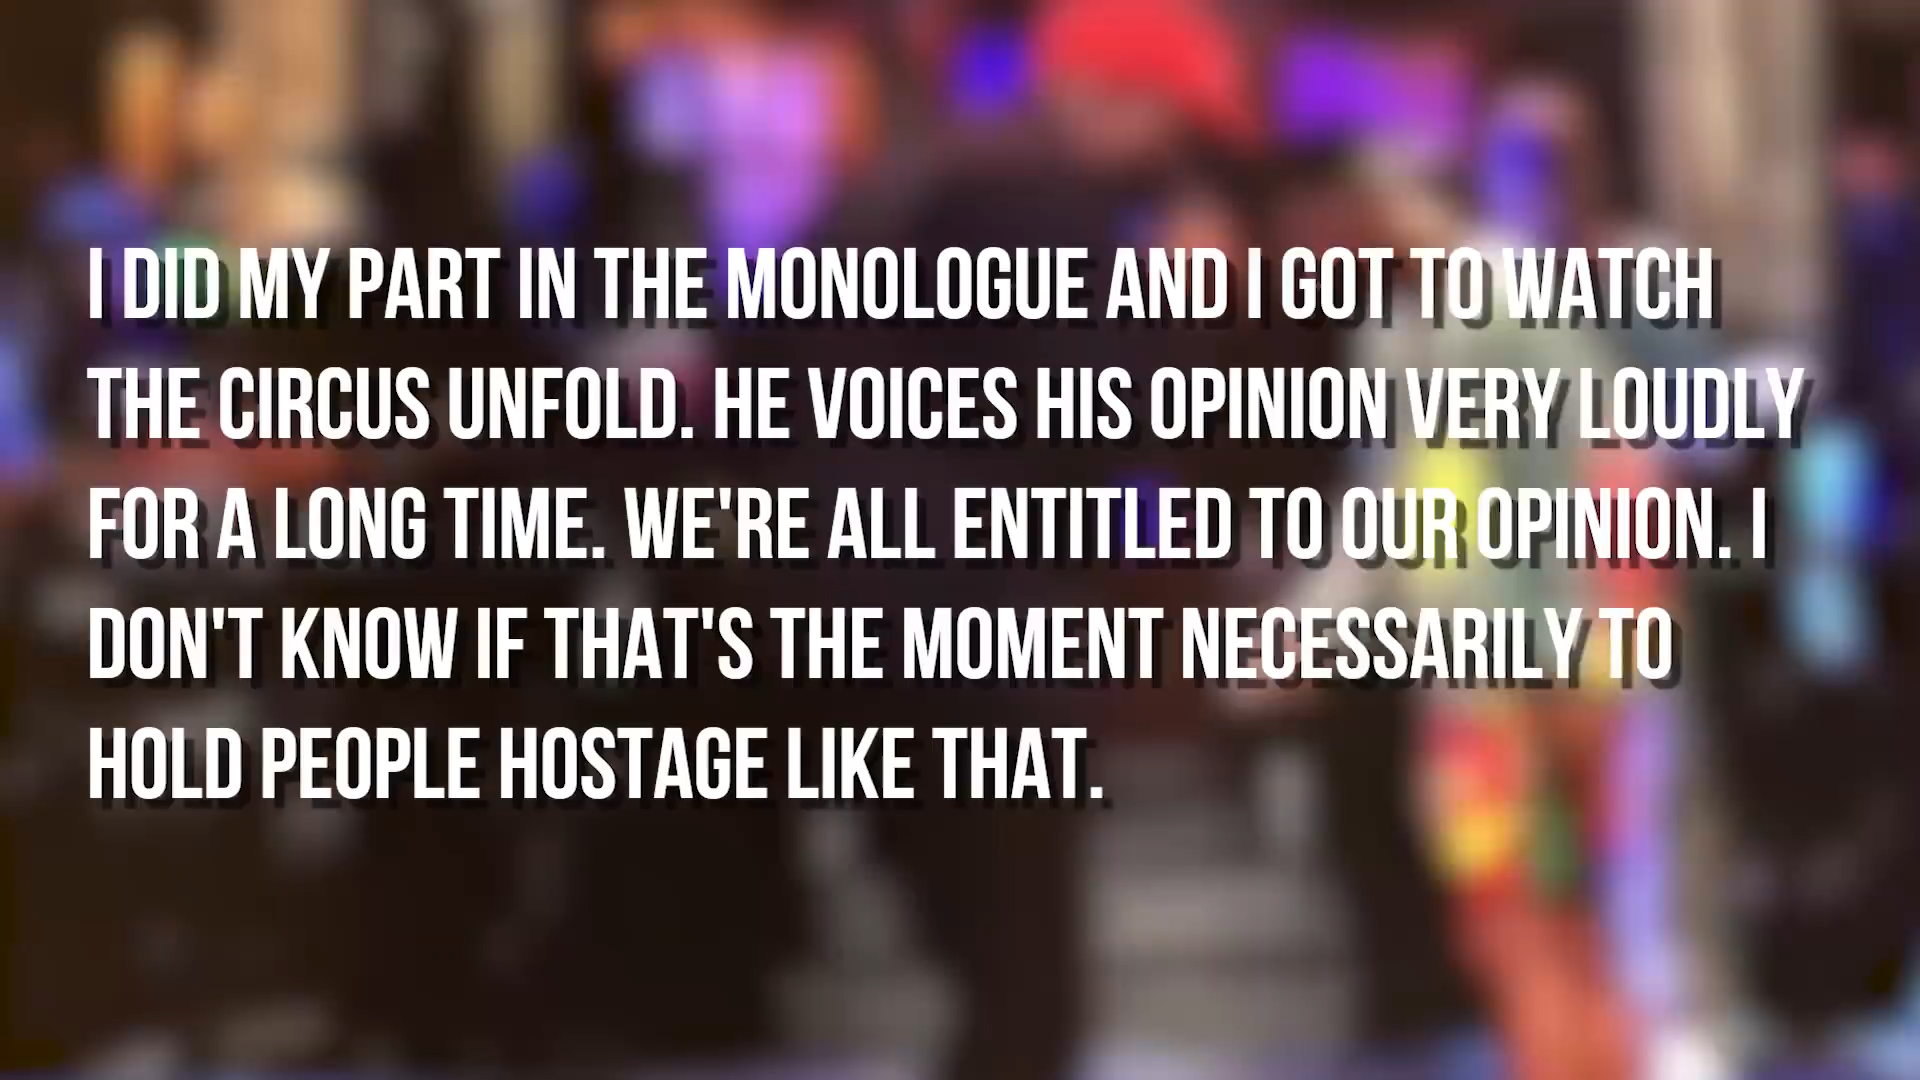 I DID MY PART IN THE MONOLOGUE AND I GOT TO WATCH
THE CIRCUS UNFOLD. HE VOICES HIS OPINION VERY LOUDLY
FOR A LONG TIME. WE'RE ALL ENTITLED TO OUR OPINION. I
DON'T KNOW IF THAT'S THE MOMENT NECESSARILY TO
HOLD PEOPLE HOSTAGE LIKE THAT.